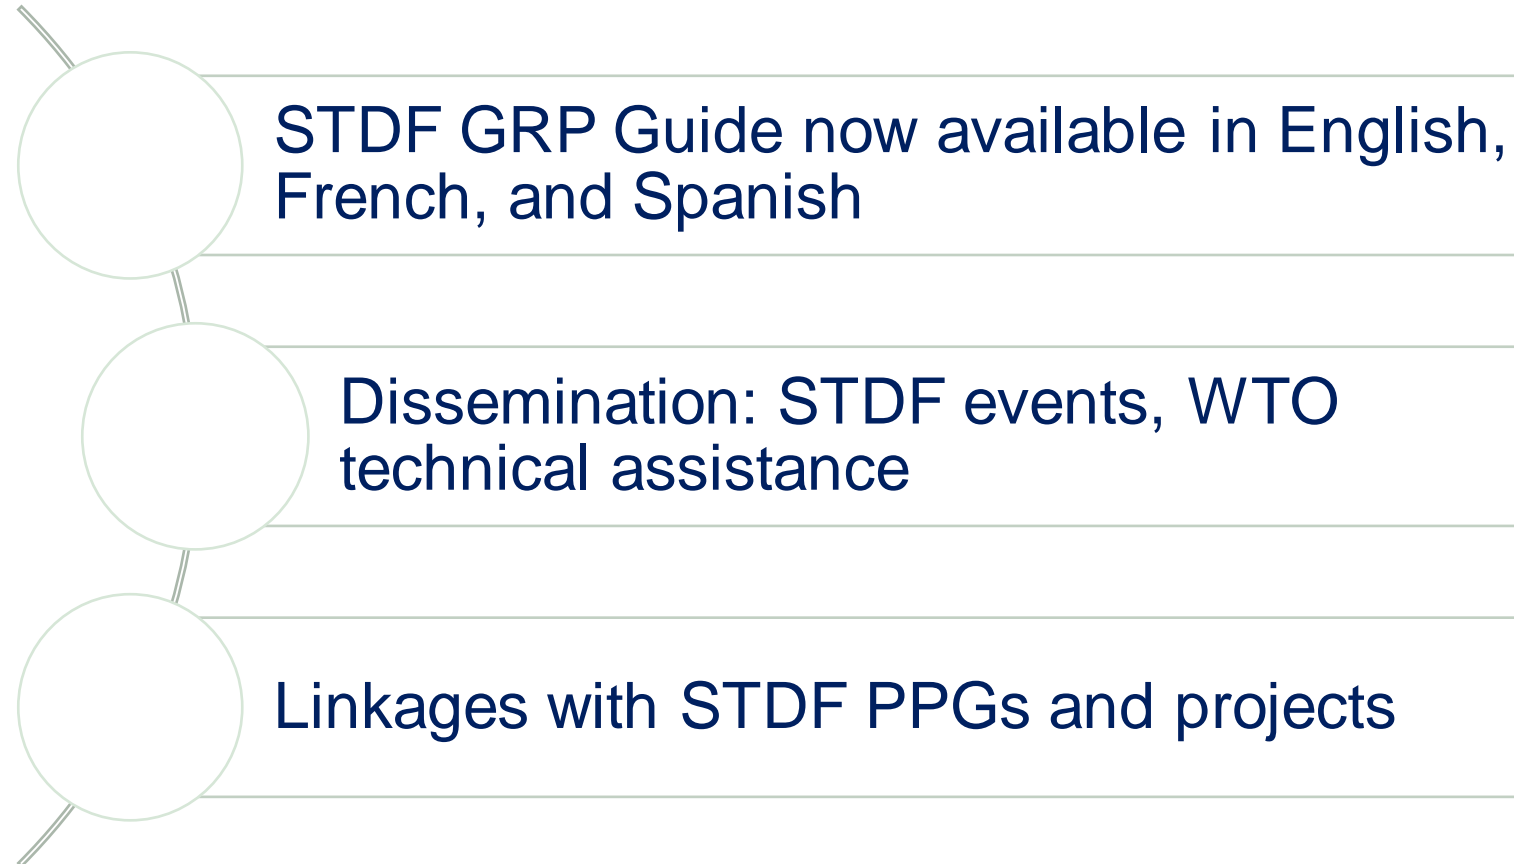 STDF GRP Guide now available in English,
French, and Spanish
Dissemination: STDF events, WTO
technical assistance
Linkages with STDF PPGs and projects